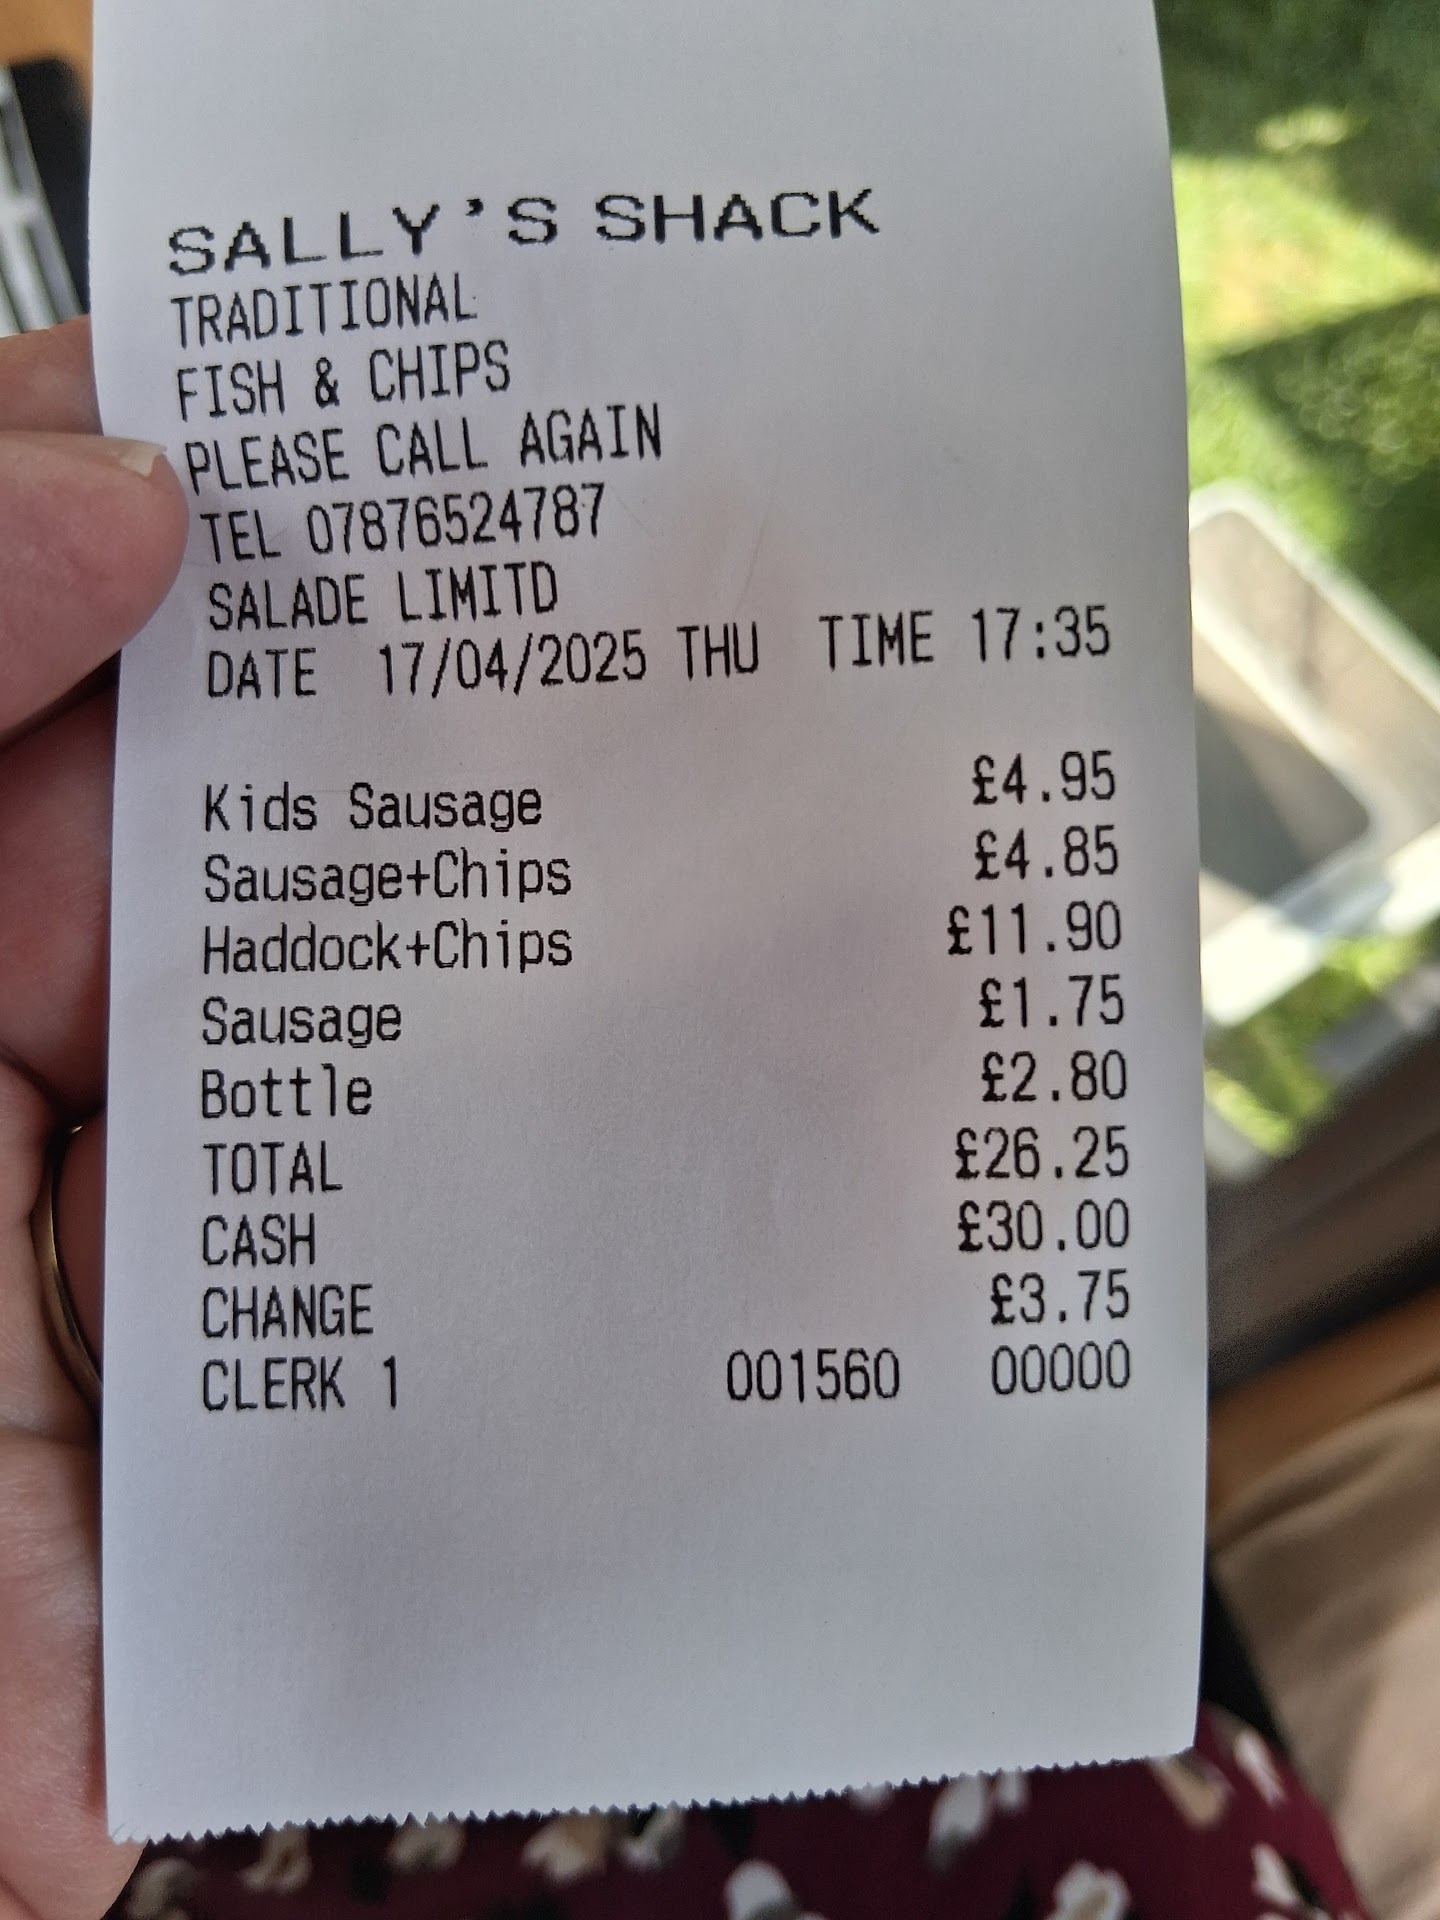 SALLY'S SHACK
TRADITIONAL
FISH & CHIPS
PLEASE CALL AGAIN
TEL 07876524787
SALADE LIMITD
DATE 17/04/2025 THU TIME 17:35
Kids Sausage £4.95
Sausage+Chips £4.85
Haddock+Chips £11.90
Sausage £1.75
Bottle £2.80
TOTAL £26.25
CASH £30.00
CHANGE £3.75
CLERK 1 001560 00000